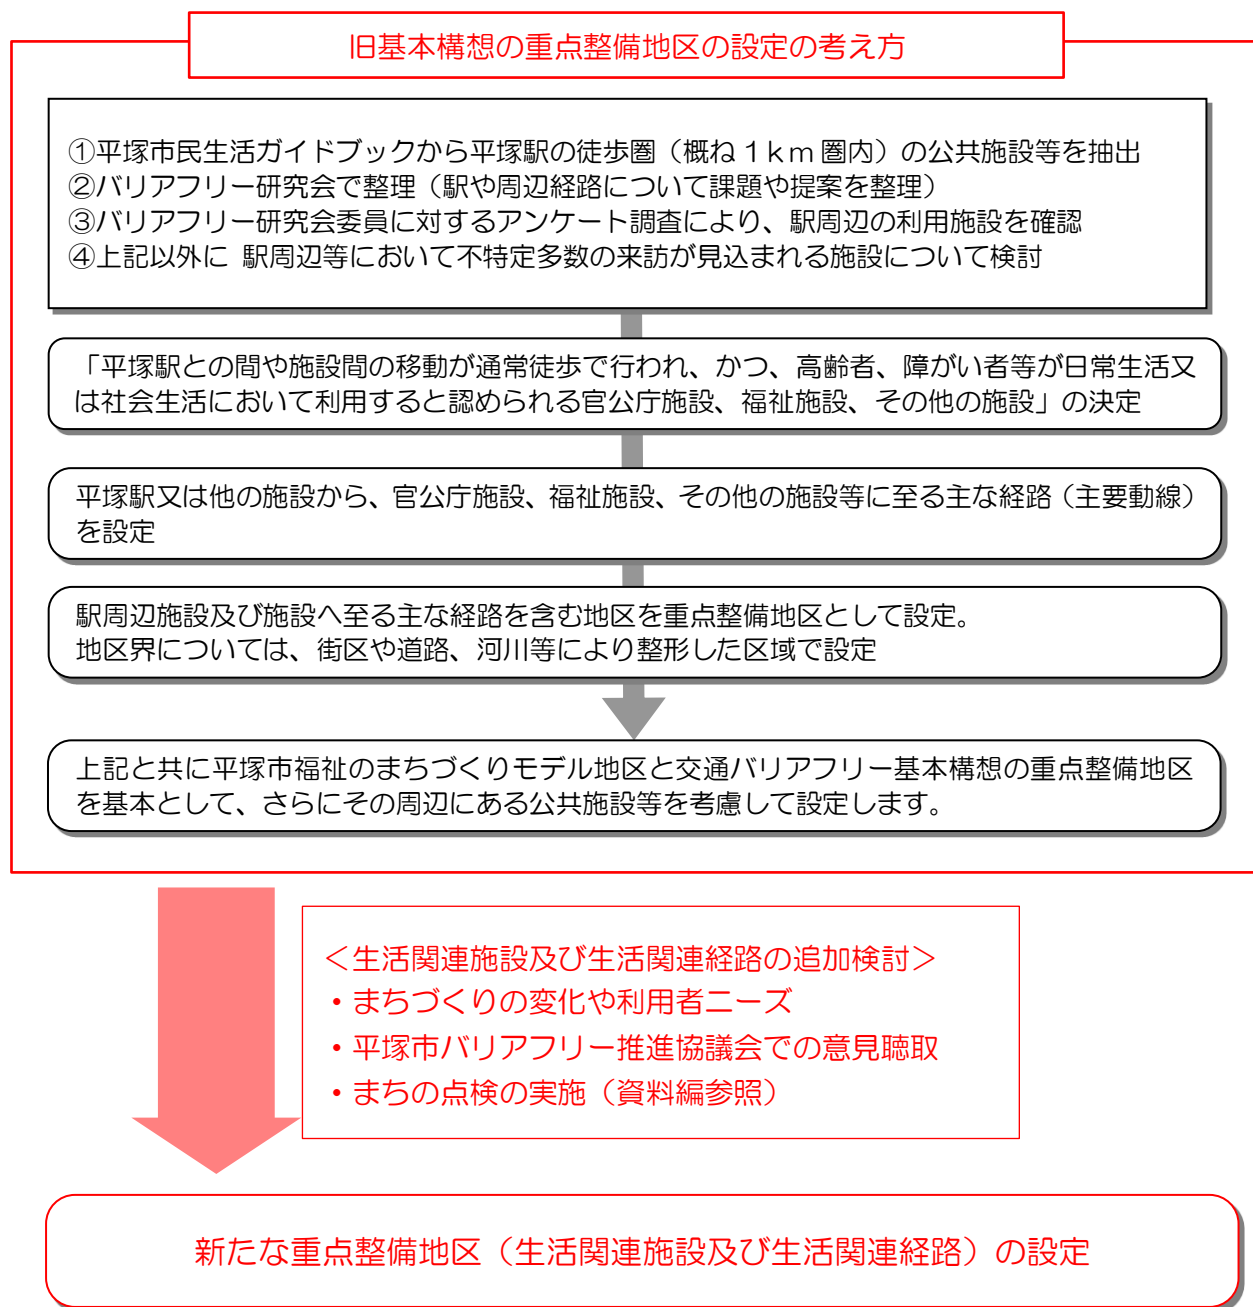 旧基本構想の重点整備地区の設定の考え方
①平塚市民生活ガイドブックから平塚駅の徒歩圏（概ね１ｋｍ圏内）の公共施設等を抽出
②バリアフリー研究会で整理（駅や周辺経路について課題や提案を整理）
③バリアフリー研究会委員に対するアンケート調査により、駅周辺の利用施設を確認
④上記以外に 駅周辺等において不特定多数の来訪が見込まれる施設について検討
「平塚駅との間や施設間の移動が通常徒歩で行われ、かつ、高齢者、障がい者等が日常生活又
は社会生活において利用すると認められる官公庁施設、福祉施設、その他の施設」の決定
平塚駅又は他の施設から、官公庁施設、福祉施設、その他の施設等に至る主な経路（主要動線）
を設定
駅周辺施設及び施設へ至る主な経路を含む地区を重点整備地区として設定。
地区界については、街区や道路、河川等により整形した区域で設定
上記と共に平塚市福祉のまちづくりモデル地区と交通バリアフリー基本構想の重点整備地区
を基本として、さらにその周辺にある公共施設等を考慮して設定します。
＜生活関連施設及び生活関連経路の追加検討＞
・まちづくりの変化や利用者ニーズ
・平塚市バリアフリー推進協議会での意見聴取
・まちの点検の実施（資料編参照）
新たな重点整備地区（生活関連施設及び生活関連経路）の設定